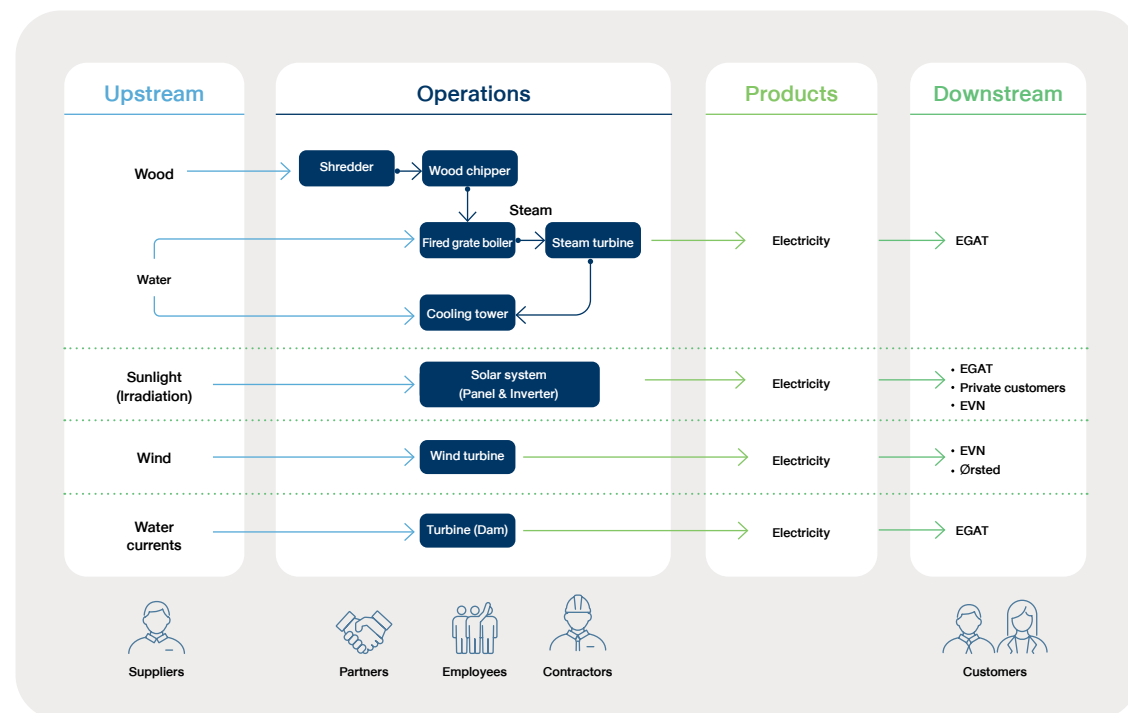 Upstream
Operations
Products
Downstream
Wood
Shredder
Wood chipper
Steam
Fired grate boiler
Steam turbine
Electricity
EGAT
Water
Cooling tower
Sunlight
(Irradiation)
Solar system
(Panel & Inverter)
Electricity
• EGAT
• Private customers
• EVN
Wind
Wind turbine
Electricity
• EVN
• Ørsted
Water
currents
Turbine (Dam)
Electricity
EGAT
Suppliers
Partners
Employees
Contractors
Customers